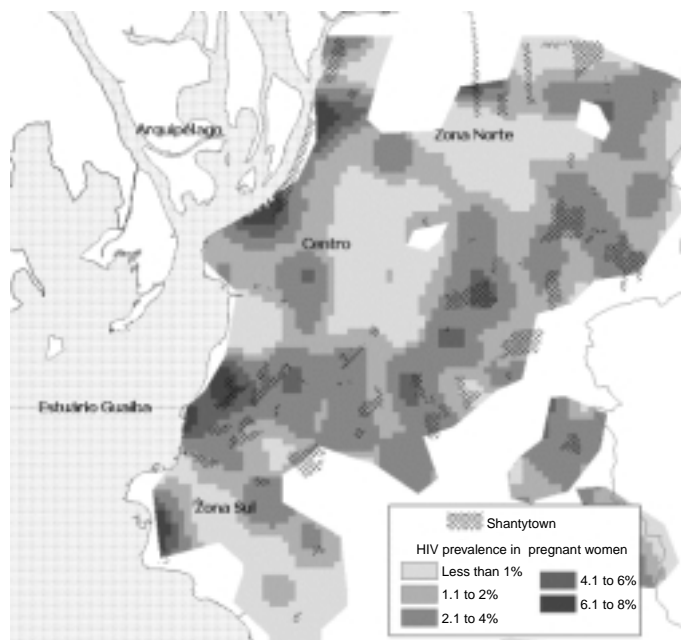 Arquipélago
Zona Norte
Centro
Estuário Guaíba
Zona Sul
Shantytown
HIV prevalence in pregnant women
Less than 1%
1.1 to 2%
2.1 to 4%
4.1 to 6%
6.1 to 8%